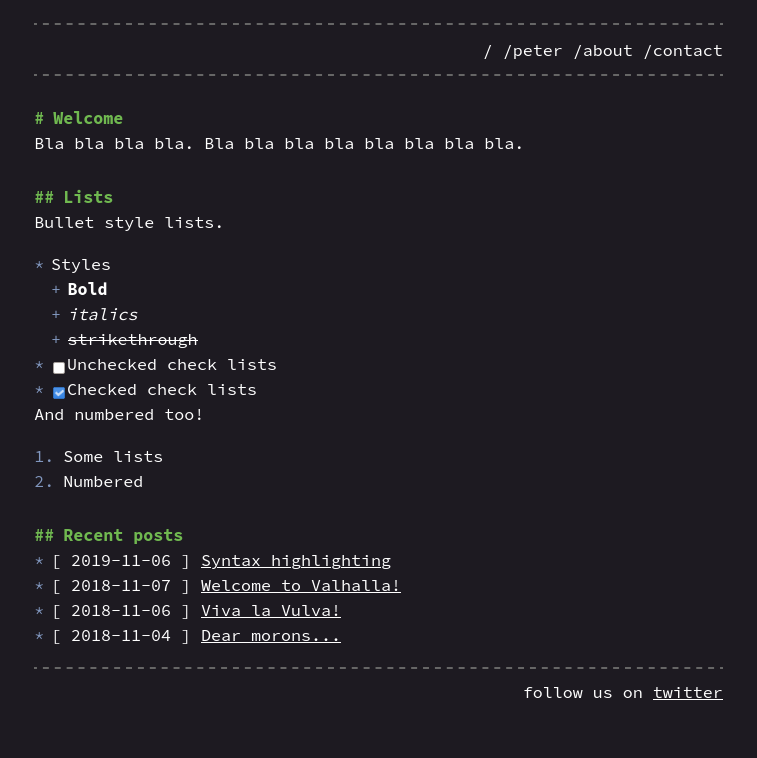 / /peter /about /contact
# Welcome
Bla bla bla bla. Bla bla bla bla bla bla bla bla.
## Lists
Bullet style lists.
* Styles
+ Bold
+ italics
+ strikethrough
* Unchecked check lists
* Checked check lists
And numbered too!
1. Some lists
2. Numbered
## Recent posts
* [ 2019-11-06 ] Syntax highlighting
* [ 2018-11-07 ] Welcome to Valhalla!
* [ 2018-11-06 ] Viva la Vulva!
* [ 2018-11-04 ] Dear morons...
follow us on twitter